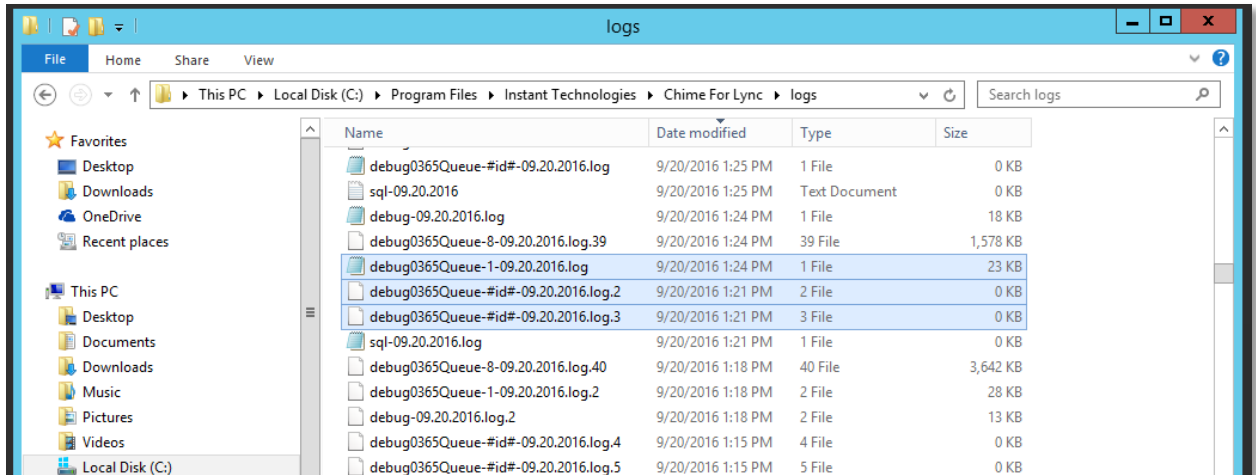 logs
File Home Share View
This PC Local Disk (C:) Program Files Instant Technologies Chime For Lync logs Search logs
Favorites
Desktop
Downloads
OneDrive
Recent places
This PC
Desktop
Documents
Downloads
Music
Pictures
Videos
Local Disk (C:)
Name Date modified Type Size
debug0365Queue-#id#-09.20.2016.log 9/20/2016 1:25 PM 1 File 0 KB
sql-09.20.2016 9/20/2016 1:25 PM Text Document 0 KB
debug-09.20.2016.log 9/20/2016 1:24 PM 1 File 18 KB
debug0365Queue-8-09.20.2016.log.39 9/20/2016 1:24 PM 39 File 1,578 KB
debug0365Queue-1-09.20.2016.log 9/20/2016 1:24 PM 1 File 23 KB
debug0365Queue-#id#-09.20.2016.log.2 9/20/2016 1:21 PM 2 File 0 KB
debug0365Queue-#id#-09.20.2016.log.3 9/20/2016 1:21 PM 3 File 0 KB
sql-09.20.2016.log 9/20/2016 1:21 PM 1 File 0 KB
debug0365Queue-8-09.20.2016.log.40 9/20/2016 1:18 PM 40 File 3,642 KB
debug0365Queue-1-09.20.2016.log.2 9/20/2016 1:18 PM 2 File 28 KB
debug-09.20.2016.log.2 9/20/2016 1:18 PM 2 File 13 KB
debug0365Queue-#id#-09.20.2016.log.4 9/20/2016 1:15 PM 4 File 0 KB
debug0365Queue-#id#-09.20.2016.log.5 9/20/2016 1:15 PM 5 File 0 KB